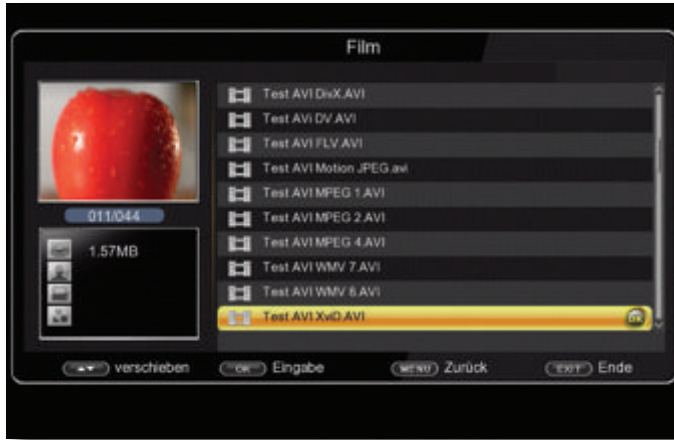 Film
011/044
1.57MB
Test AVI DivX.AVI
Test AVi DV.AVI
Test AVI FLV.AVI
Test AVI Motion JPEG.avi
Test AVI MPEG 1.AVI
Test AVI MPEG 2.AVI
Test AVI MPEG 4.AVI
Test AVI WMV 7.AVI
Test AVI WMV 8.AVI
Test AVI XviD.AVI OK
verschieben OK Eingabe MENU Zurück EXIT Ende